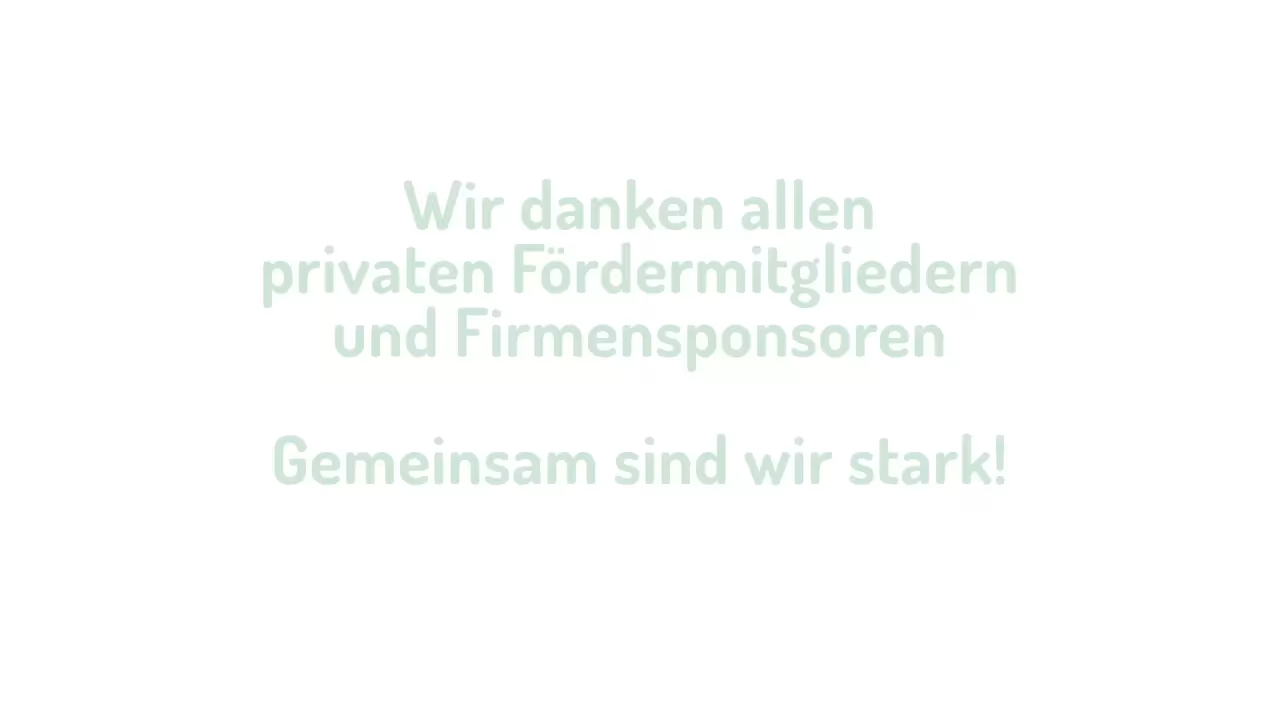 Wir danken allen
privaten Fördermitgliedern
und Firmensponsoren
Gemeinsam sind wir stark!